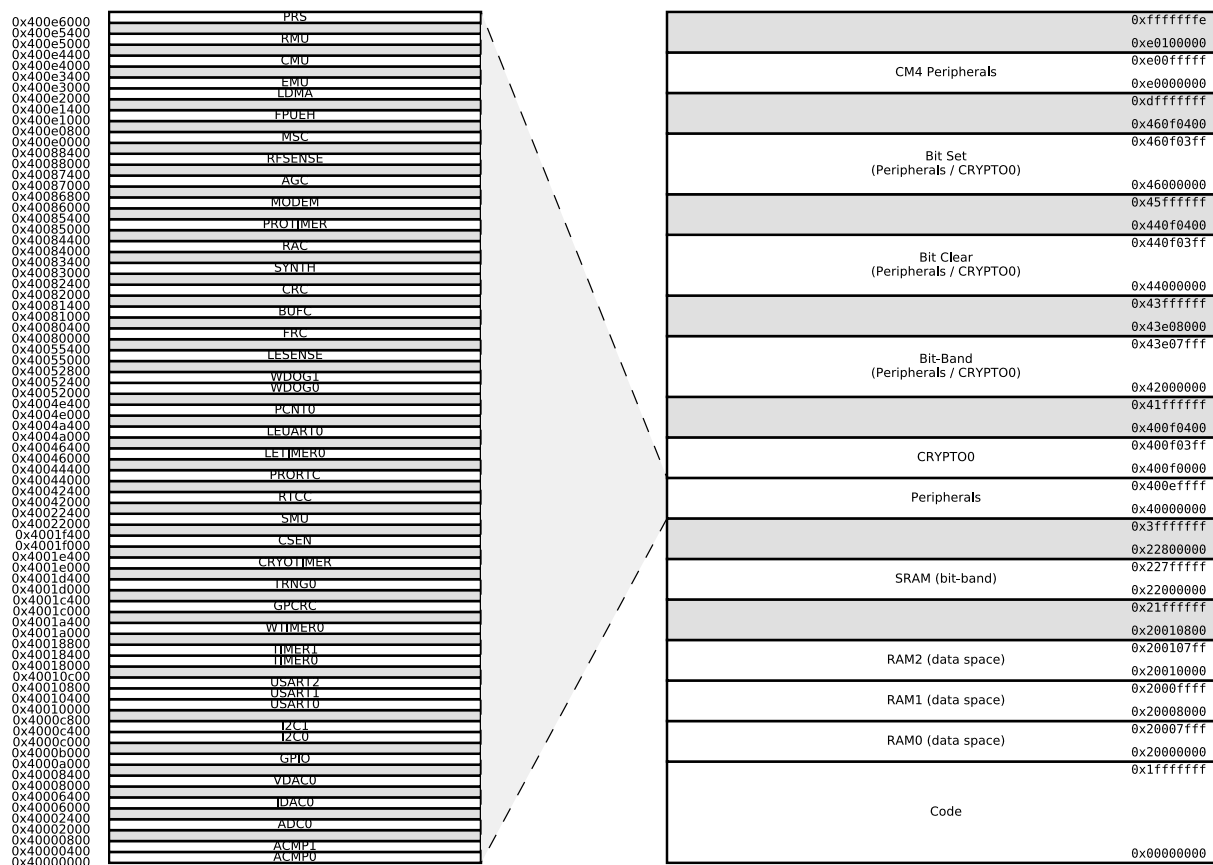 PRS
0x400e6000
0x400e5400
RMU
0x400e5000
0x400e4400
CMU
0x400e4000
0x400e3400
EMU
0x400e3000
LDMA
0x400e2000
0x400e1400
FPUEH
0x400e1000
0x400e0800
MSC
0x400e0000
0x40088400
RFSENSE
0x40088000
0x40087400
AGC
0x40087000
0x40086800
MODEM
0x40086000
0x40085400
PROTIMER
0x40085000
0x40084400
RAC
0x40084000
0x40083400
SYNTH
0x40083000
0x40082400
CRC
0x40082000
0x40081400
BUFC
0x40081000
0x40080400
FRC
0x40080000
0x40055400
LESENSE
0x40055000
0x40052800
WDOG1
0x40052400
WDOG0
0x40052000
0x4004e400
PCNT0
0x4004e000
0x4004a400
LEUART0
0x4004a000
0x40046400
LETIMER0
0x40046000
0x40044400
PRORTC
0x40044000
0x40042400
RTCC
0x40042000
0x40022400
SMU
0x40022000
0x4001f400
CSEN
0x4001f000
0x4001e400
CRYOTIMER
0x4001e000
0x4001d400
TRNG0
0x4001d000
0x4001c400
GPCRC
0x4001c000
0x4001a400
WTIMER0
0x4001a000
0x40018800
TIMER1
0x40018400
TIMER0
0x40018000
0x40010c00
USART2
0x40010800
USART1
0x40010400
USART0
0x40010000
0x4000c800
I2C1
0x4000c400
I2C0
0x4000c000
0x4000b000
GPIO
0x4000a000
0x40008400
VDAC0
0x40008000
0x40006400
IDAC0
0x40006000
0x40002400
ADC0
0x40002000
0x40000800
ACMP1
0x40000400
ACMP0
0x40000000
0xfffffffe
0xe0100000
0xe00fffff
CM4 Peripherals
0xe0000000
0xdfffffff
0x460f0400
0x460f03ff
Bit Set
(Peripherals / CRYPTO0)
0x46000000
0x45ffffff
0x440f0400
0x440f03ff
Bit Clear
(Peripherals / CRYPTO0)
0x44000000
0x43ffffff
0x43e08000
0x43e07fff
Bit-Band
(Peripherals / CRYPTO0)
0x42000000
0x41ffffff
0x400f0400
0x400f03ff
CRYPTO0
0x400f0000
0x400effff
Peripherals
0x40000000
0x3fffffff
0x22800000
0x227fffff
SRAM (bit-band)
0x22000000
0x21ffffff
0x20010800
0x200107ff
RAM2 (data space)
0x20010000
0x2000ffff
RAM1 (data space)
0x20008000
0x20007fff
RAM0 (data space)
0x20000000
0x1fffffff
Code
0x00000000